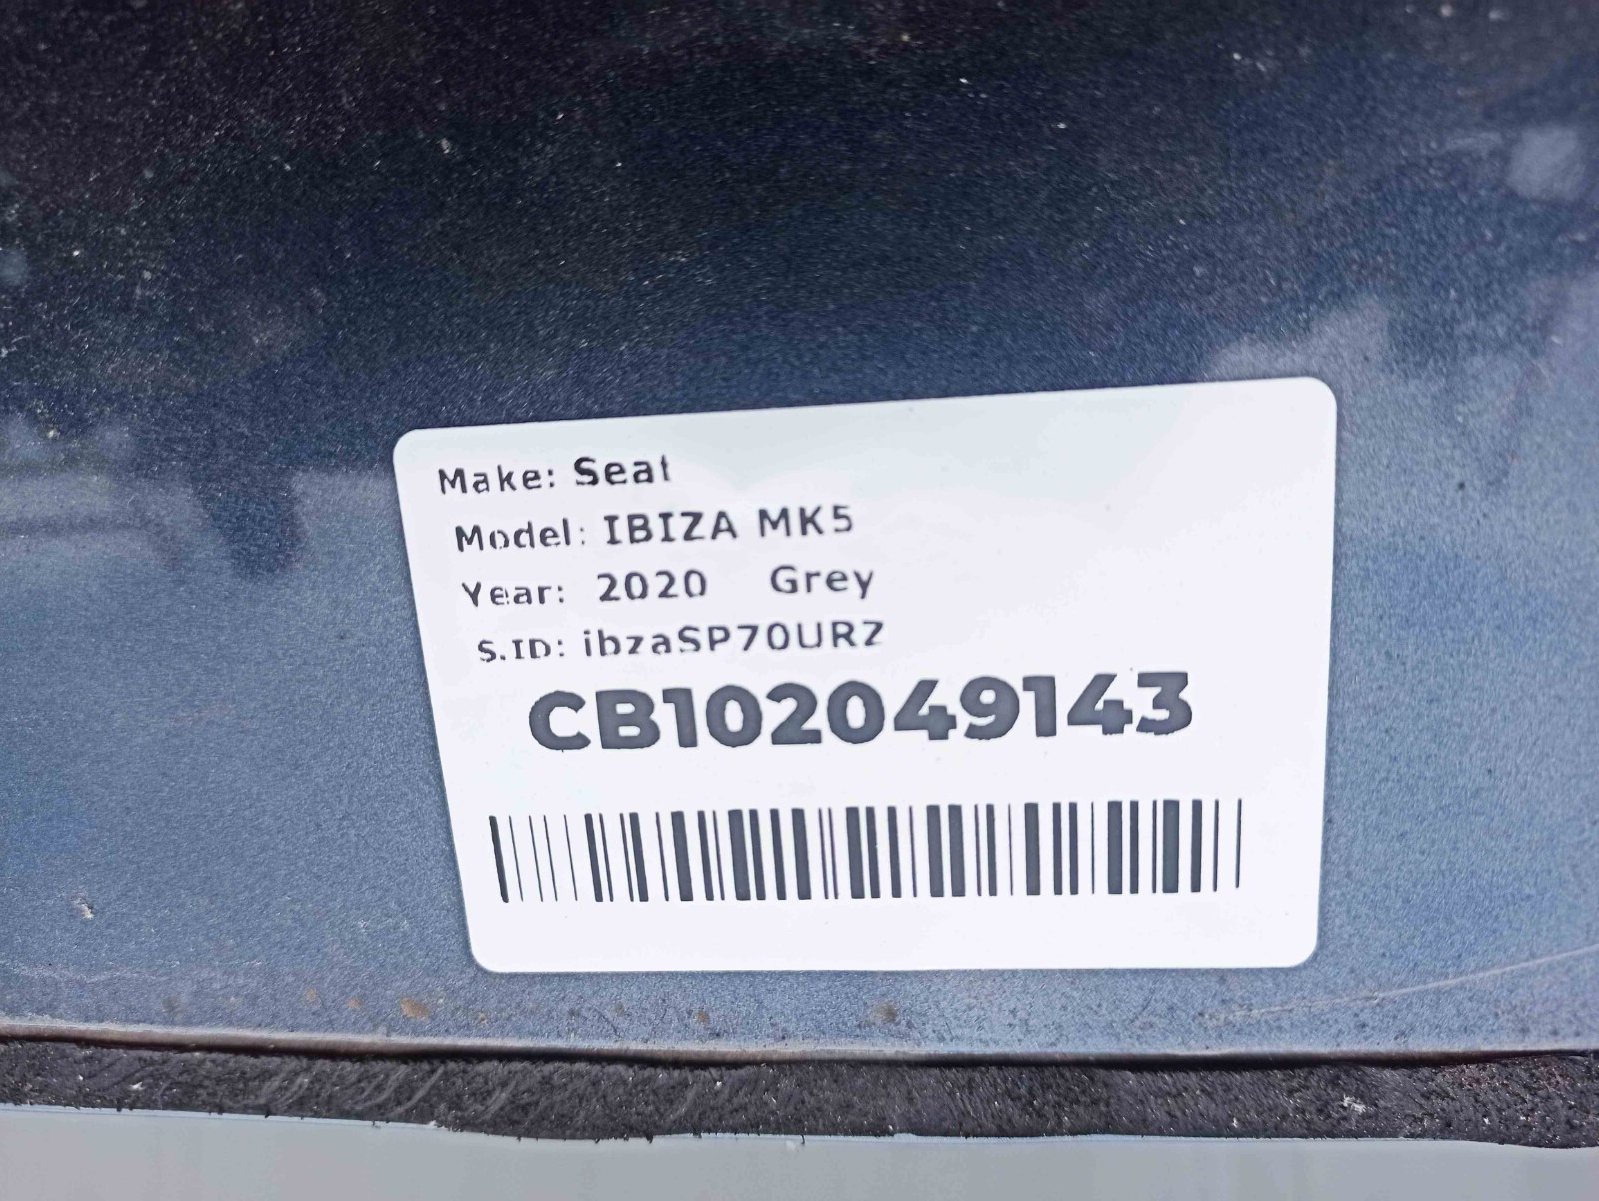 Make: Seat
Model: IBIZA MK5
Year: 2020 Grey
S.ID: ibzaSP70URZ
CB102049143